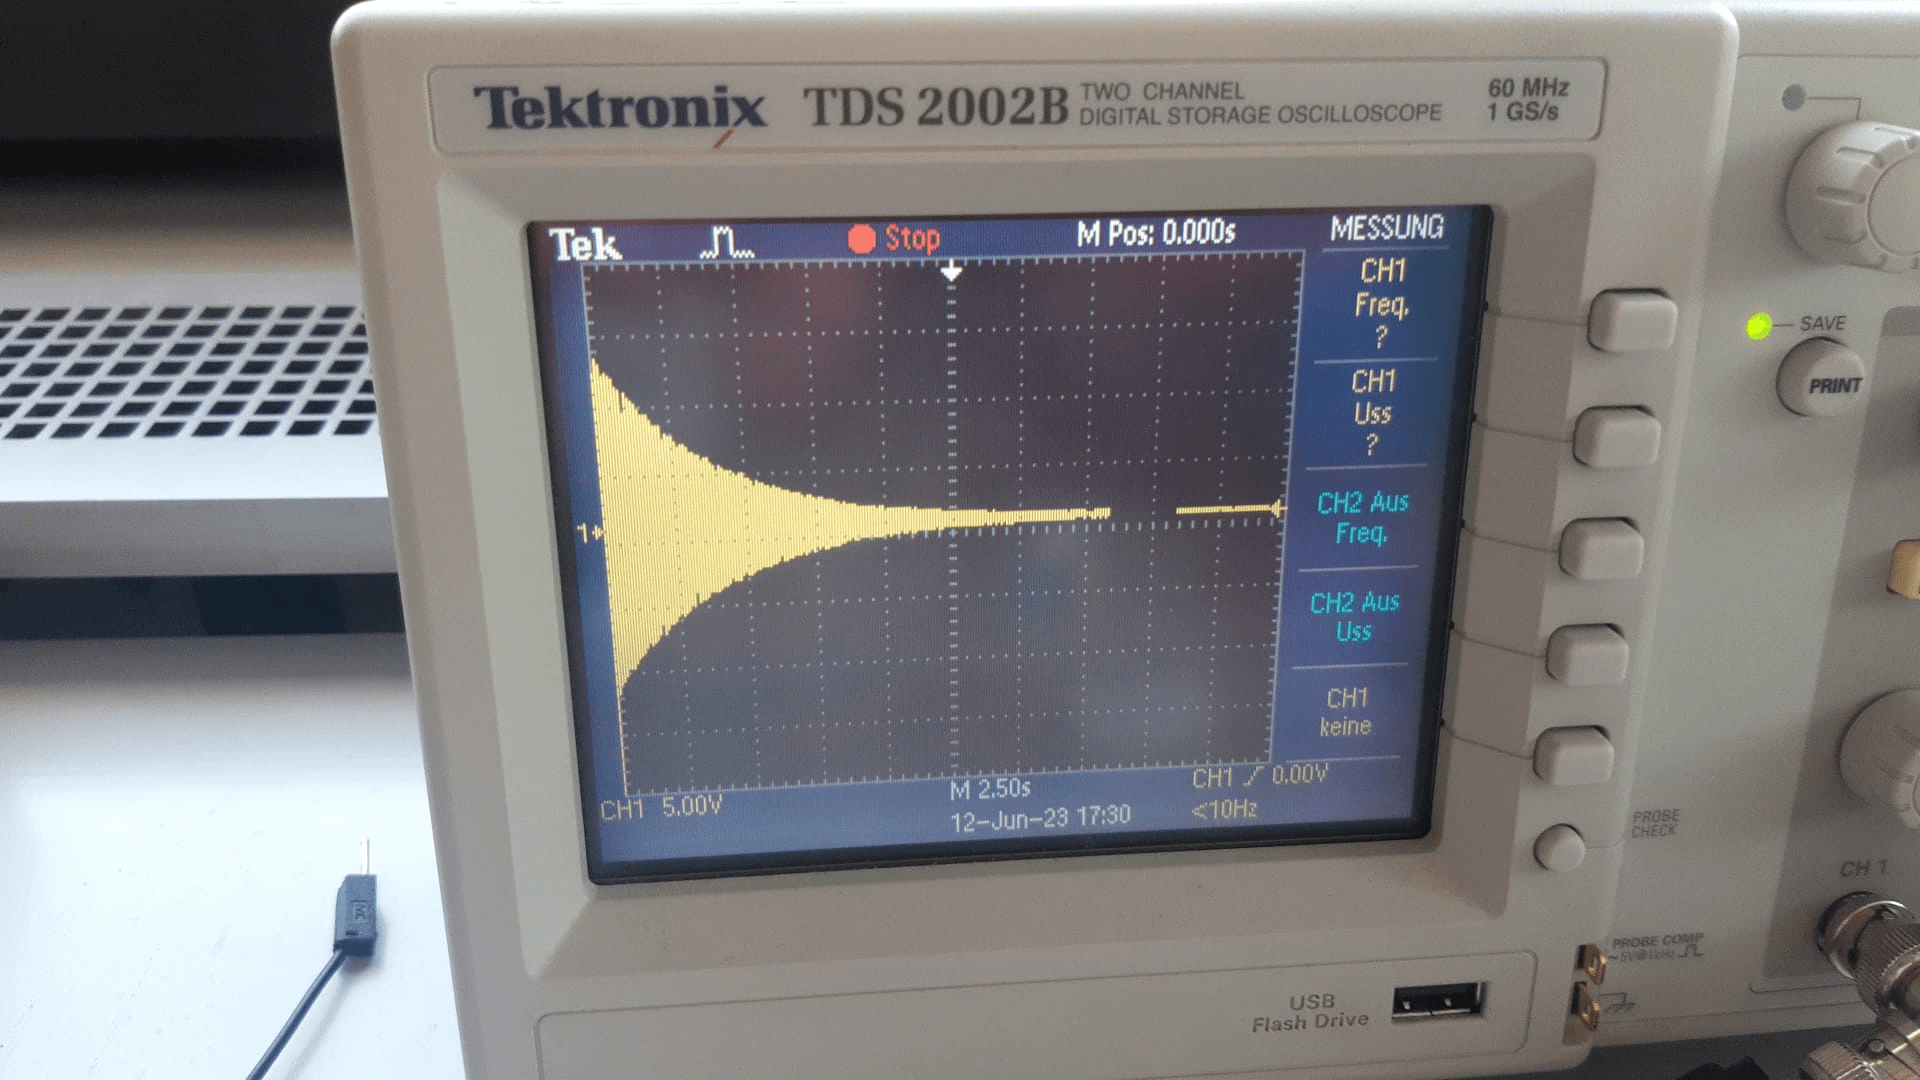 Tektronix TDS 2002B TWO CHANNEL DIGITAL STORAGE OSCILLOSCOPE 60 MHz 1 GS/s
Tek Stop M Pos: 0.000s MESSUNG
CH1
Freq.
?
CH1
Uss
?
CH2 Aus
Freq.
CH2 Aus
Uss
CH1
keine
1
CH1 5.00V M 2.50s CH1 0.00V
12-Jun-23 17:30 <10Hz
SAVE
PRINT
PROBE
CHECK
CH 1
PROBE COMP
~5V@1kHz
USB
Flash Drive